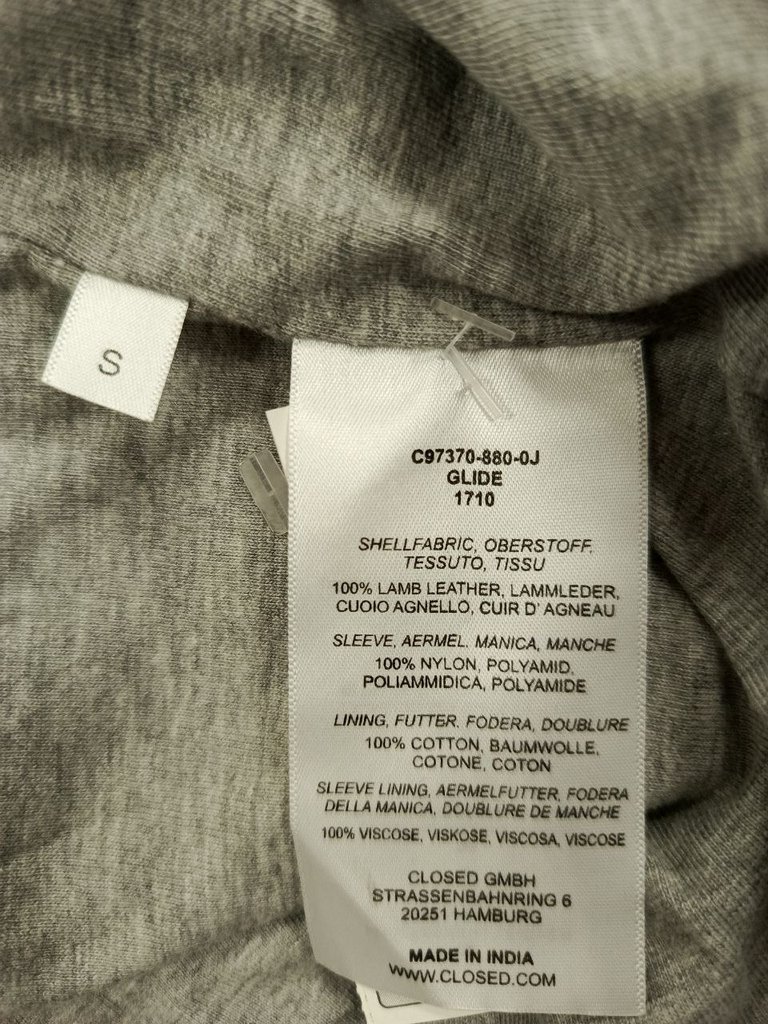 S
C97370-880-0J
GLIDE
1710
SHELLFABRIC, OBERSTOFF,
TESSUTO, TISSU
100% LAMB LEATHER, LAMMLEDER,
CUOIO AGNELLO, CUIR D' AGNEAU
SLEEVE, AERMEL, MANICA, MANCHE
100% NYLON, POLYAMID,
POLIAMMIDICA, POLYAMIDE
LINING, FUTTER, FODERA, DOUBLURE
100% COTTON, BAUMWOLLE,
COTONE, COTON
SLEEVE LINING, AERMELFUTTER, FODERA
DELLA MANICA, DOUBLURE DE MANCHE
100% VISCOSE, VISKOSE, VISCOSA, VISCOSE
CLOSED GMBH
STRASSENBAHNRING 6
20251 HAMBURG
MADE IN INDIA
WWW.CLOSED.COM